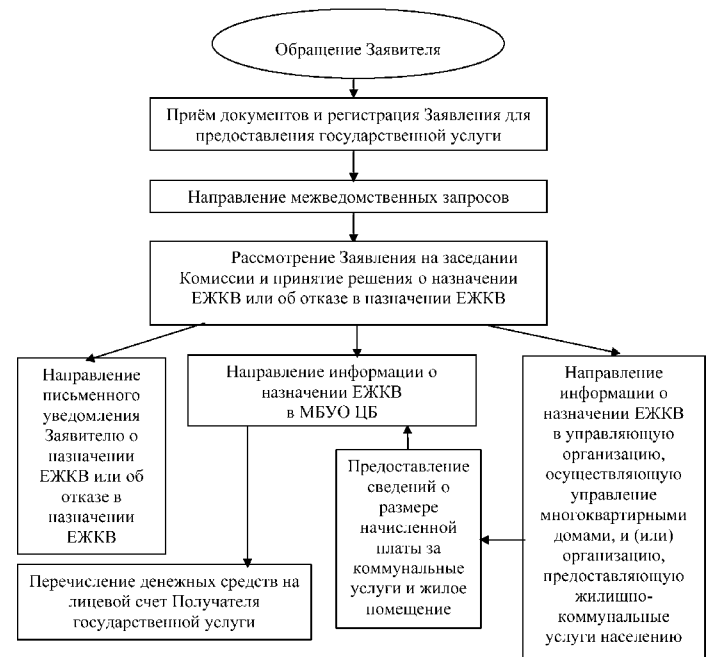 Обращение Заявителя
Приём документов и регистрация Заявления для
предоставления государственной услуги
Направление межведомственных запросов
Рассмотрение Заявления на заседании
Комиссии и принятие решения о назначении
ЕЖКВ или об отказе в назначении ЕЖКВ
Направление
письменного
уведомления
Заявителю о
назначении
ЕЖКВ или об
отказе в
назначении
ЕЖКВ
Направление информации о
назначении ЕЖКВ
в МБУО ЦБ
Направление
информации о
назначении ЕЖКВ
в управляющую
организацию,
осуществляющую
управление
многоквартирными
домами, и (или)
организацию,
предоставляющую
жилищно-
коммунальные
услуги населению
Предоставление
сведений о
размере
начисленной
платы за
коммунальные
услуги и жилое
помещение
Перечисление денежных средств на
лицевой счет Получателя
государственной услуги